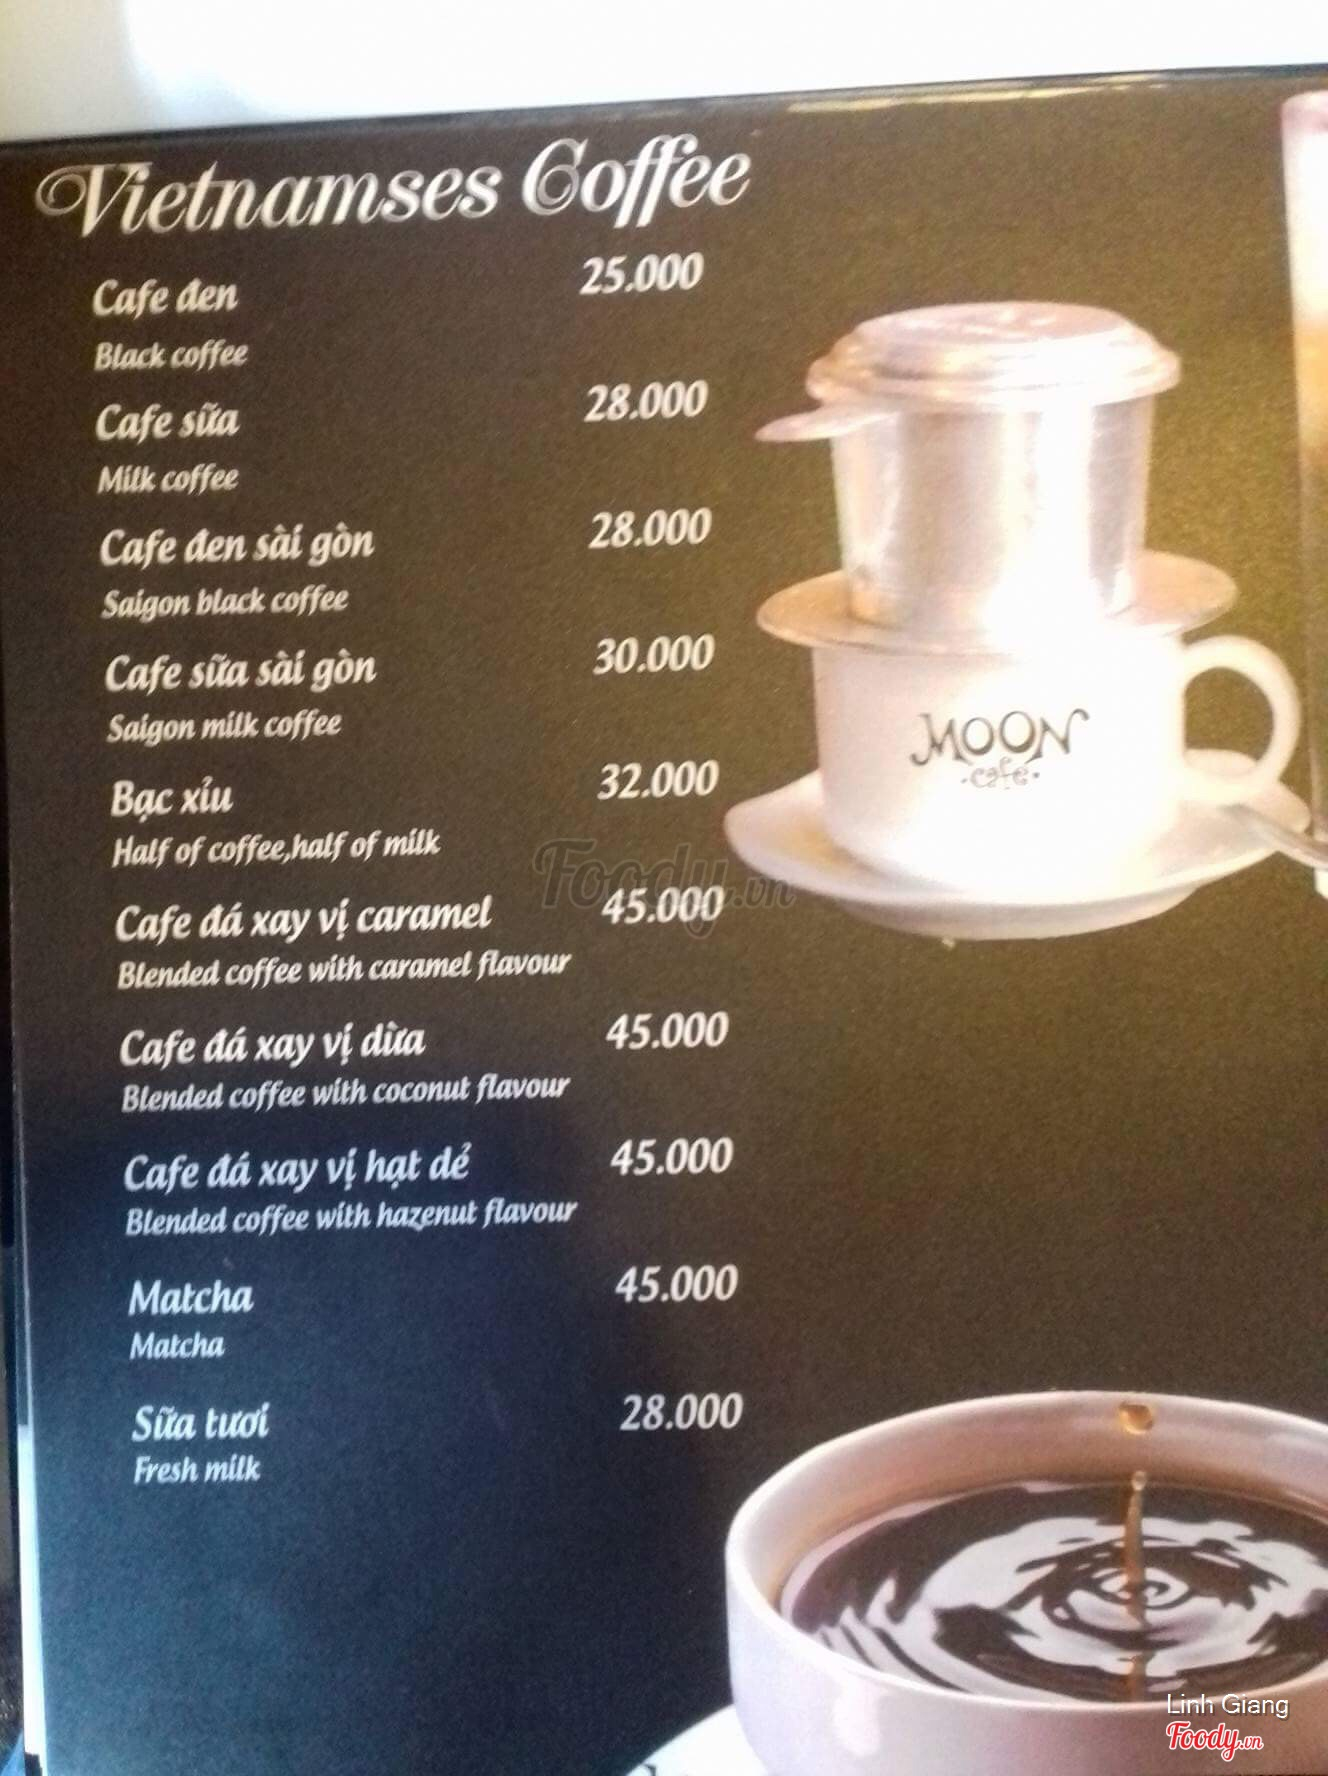 Vietnamses Coffee
Cafe đen 25.000
Black coffee
Cafe sữa 28.000
Milk coffee
Cafe đen sài gòn 28.000
Saigon black coffee
Cafe sữa sài gòn 30.000
Saigon milk coffee
Bạc xỉu 32.000
Half of coffee,half of milk
Cafe đá xay vị caramel 45.000
Blended coffee with caramel flavour
Cafe đá xay vị dừa 45.000
Blended coffee with coconut flavour
Cafe đá xay vị hạt dẻ 45.000
Blended coffee with hazenut flavour
Matcha 45.000
Matcha
Sữa tươi 28.000
Fresh milk
MOON
cafe
Foody.vn
Linh Giang
Foody.vn